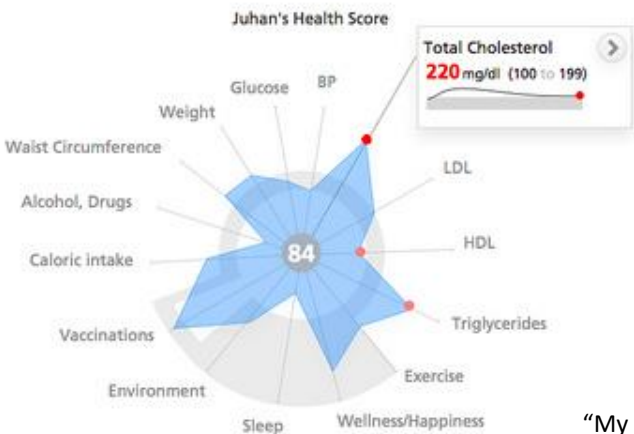 Juhan's Health Score
Total Cholesterol
220 mg/dl (100 to 199)
BP
Glucose
Weight
Waist Circumference
LDL
Alcohol, Drugs
HDL
84
Caloric intake
Triglycerides
Vaccinations
Exercise
Environment
Wellness/Happiness
Sleep
“My